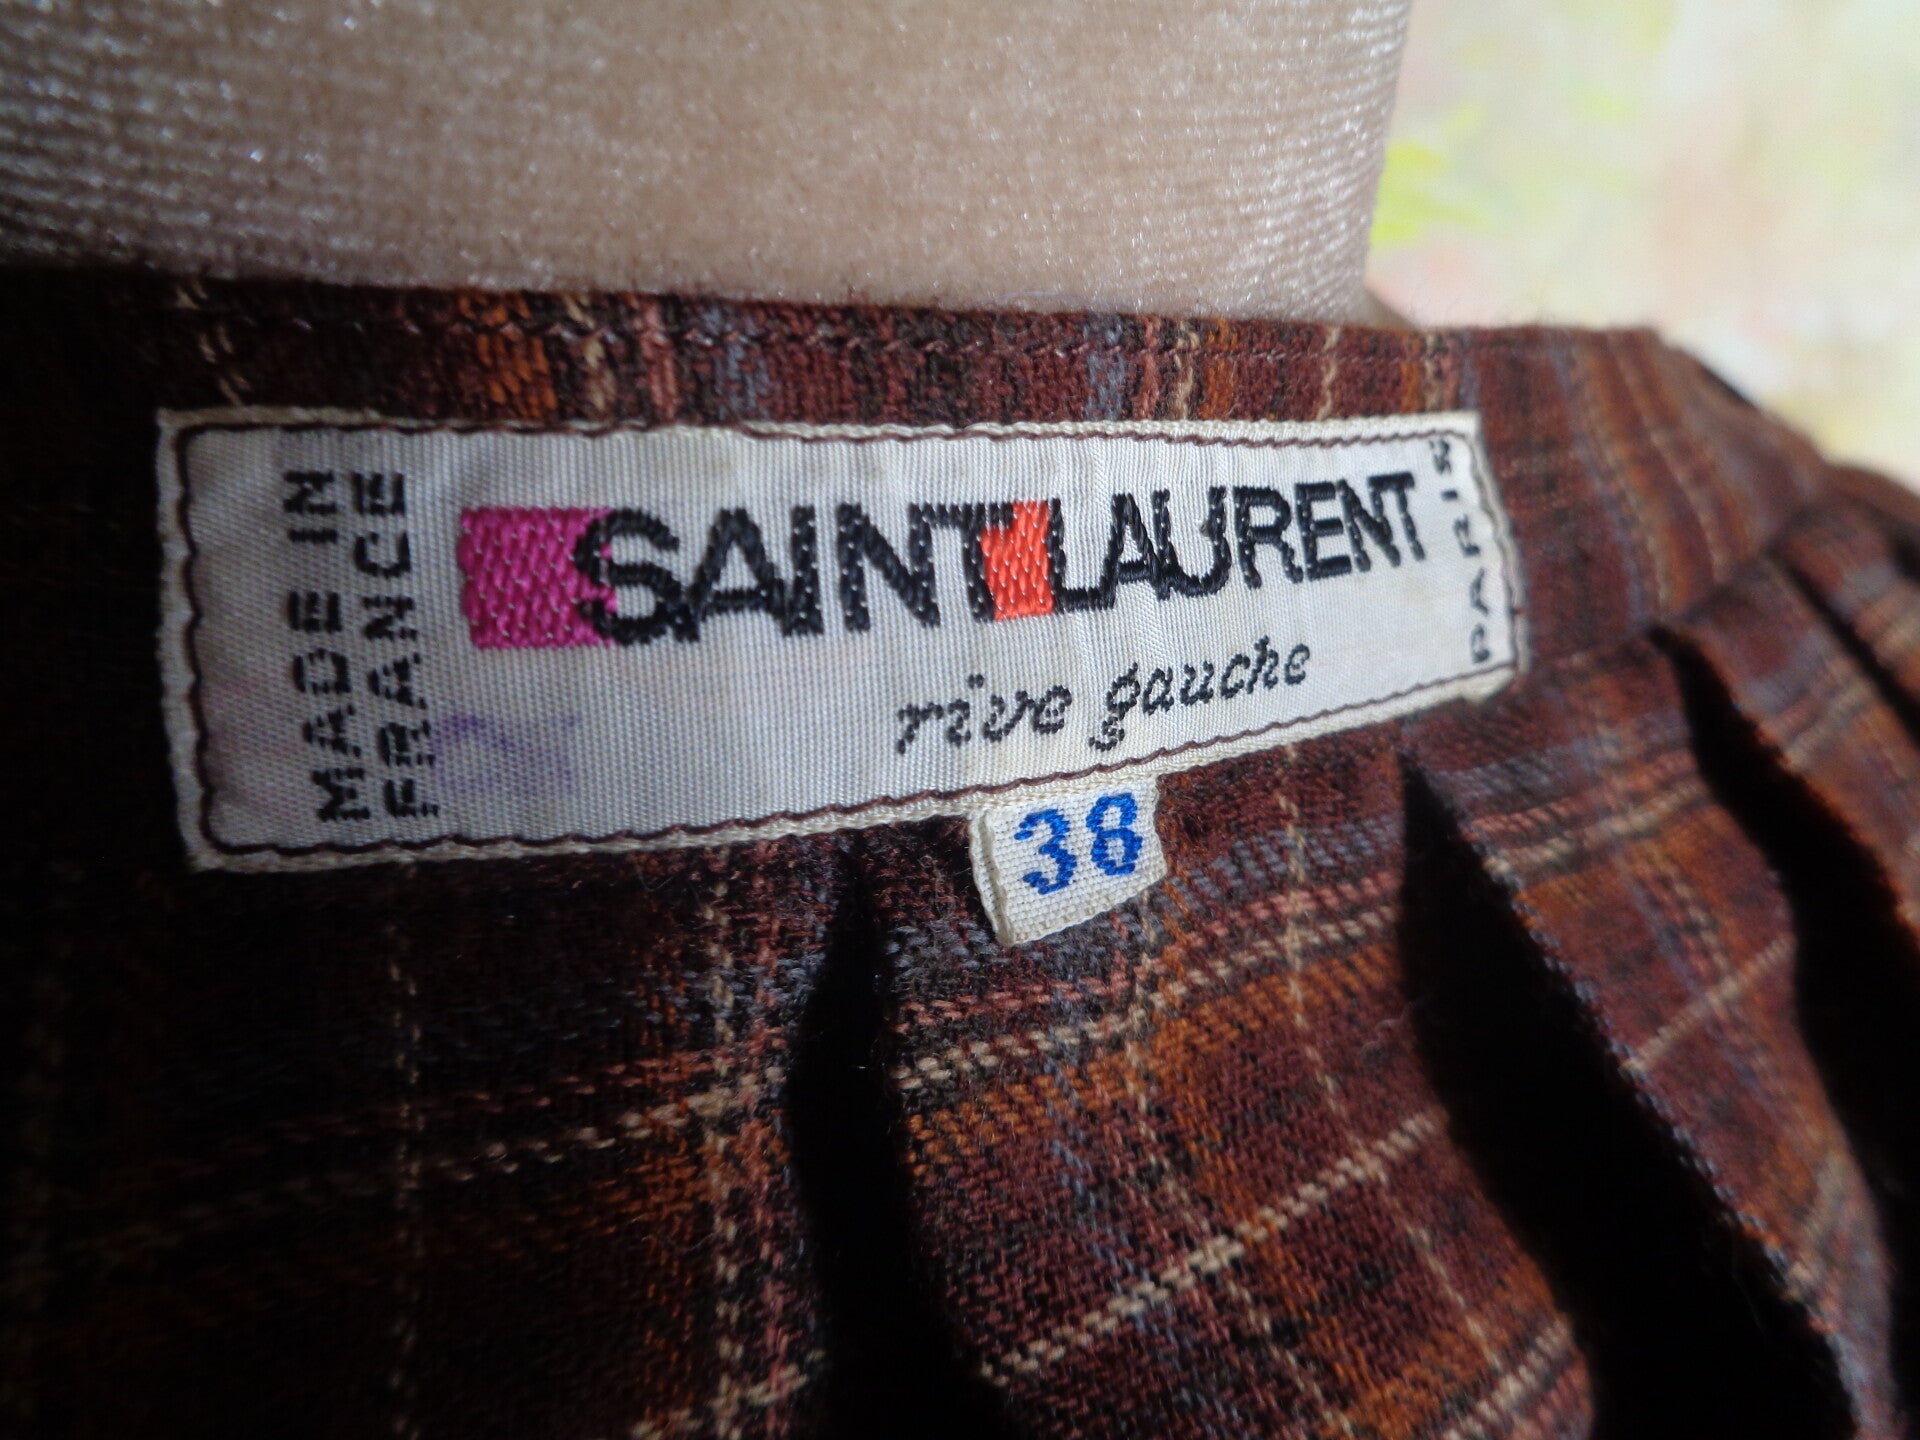 MADE IN
FRANCE
SAINT LAURENT
rive gauche
PARIS
38